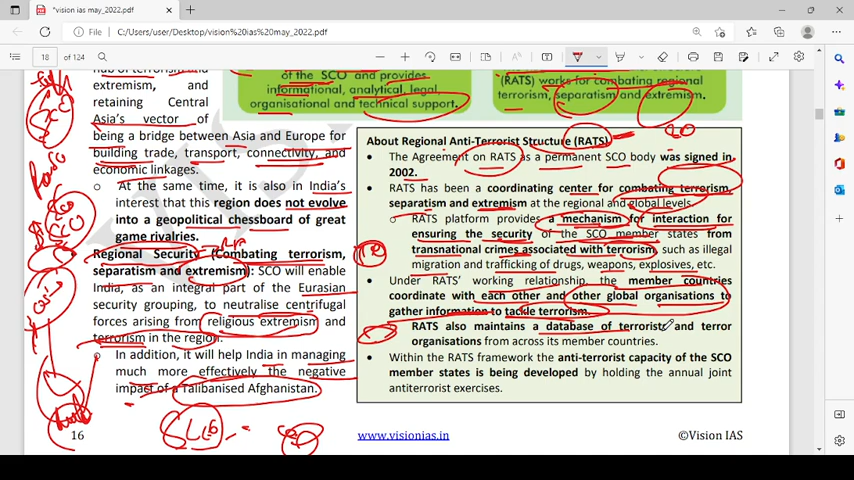 vision ias may_2022.pdf
File | C:/Users/user/Desktop/vision%20ias%20may_2022.pdf
18 of 124
hub of terrorism and
extremism, and
retaining Central
Asia's vector of
being a bridge between Asia and Europe for
building trade, transport, connectivity, and
economic linkages.
o At the same time, it is also in India's
interest that this region does not evolve
into a geopolitical chessboard of great
game rivalries.
Regional Security (Combating terrorism,
separatism and extremism): SCO will enable
India, as an integral part of the Eurasian
security grouping, to neutralise centrifugal
forces arising from religious extremism and
terrorism in the region.
o In addition, it will help India in managing
much more effectively the negative
impact of a Talibanised Afghanistan.
of the SCO and provides
informational, analytical, legal,
organisational and technical support.
(RATS) works for combating regional
terrorism, separatism and extremism.
About Regional Anti-Terrorist Structure (RATS)
• The Agreement on RATS as a permanent SCO body was signed in
2002.
• RATS has been a coordinating center for combating terrorism,
separatism and extremism at the regional and global levels.
o RATS platform provides a mechanism for interaction for
ensuring the security of the SCO member states from
transnational crimes associated with terrorism, such as illegal
migration and trafficking of drugs, weapons, explosives, etc.
• Under RATS' working relationship, the member countries
coordinate with each other and other global organisations to
gather information to tackle terrorism.
RATS also maintains a database of terrorists and terror
organisations from across its member countries.
• Within the RATS framework the anti-terrorist capacity of the SCO
member states is being developed by holding the annual joint
antiterrorist exercises.
16
www.visionias.in
©Vision IAS